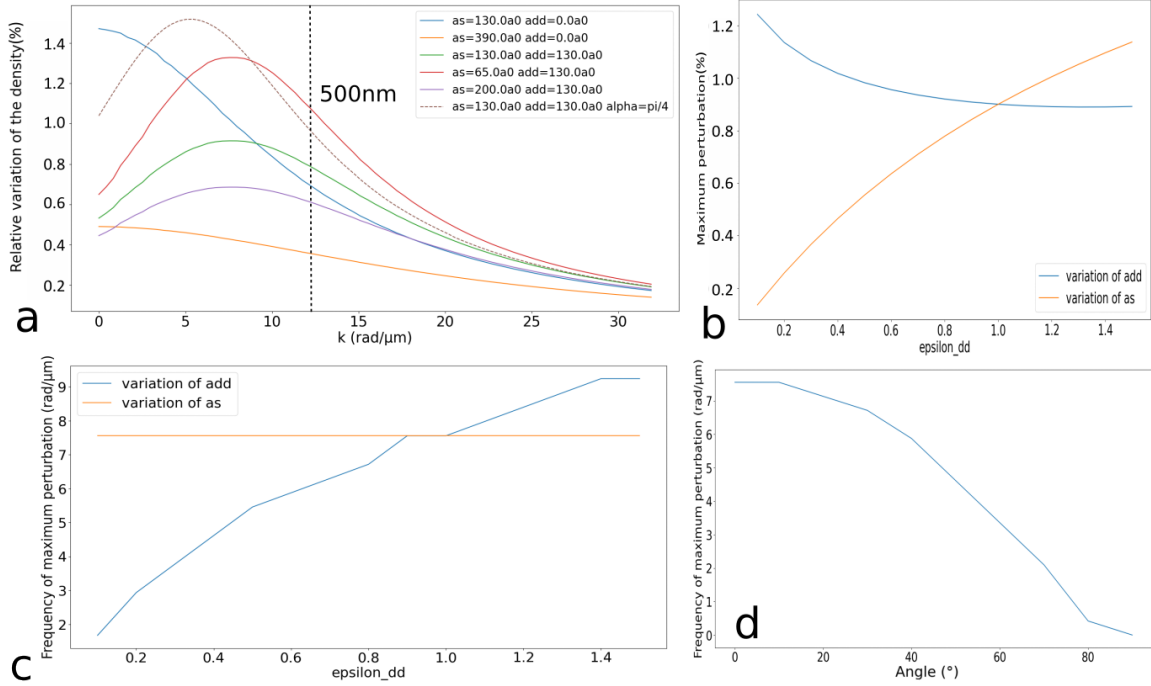 Relative variation of the density(%)
1.4
1.2
1.0
0.8
0.6
0.4
0.2
0 5 10 15 20 25 30
k (rad/μm)
as=130.0a0 add=0.0a0
as=390.0a0 add=0.0a0
as=130.0a0 add=130.0a0
as=65.0a0 add=130.0a0
as=200.0a0 add=130.0a0
as=130.0a0 add=130.0a0 alpha=pi/4
500nm
a
Maximum perturbation(%)
1.2
1.0
0.8
0.6
0.4
0.2
0.2 0.4 0.6 0.8 1.0 1.2 1.4
epsilon_dd
variation of add
variation of as
b
Frequency of maximum perturbation (rad/μm)
9
8
7
6
5
4
3
2
0.2 0.4 0.6 0.8 1.0 1.2 1.4
epsilon_dd
variation of add
variation of as
c
Frequency of maximum perturbation (rad/μm)
7
6
5
4
3
2
1
0
0 20 40 60 80
Angle (°)
d